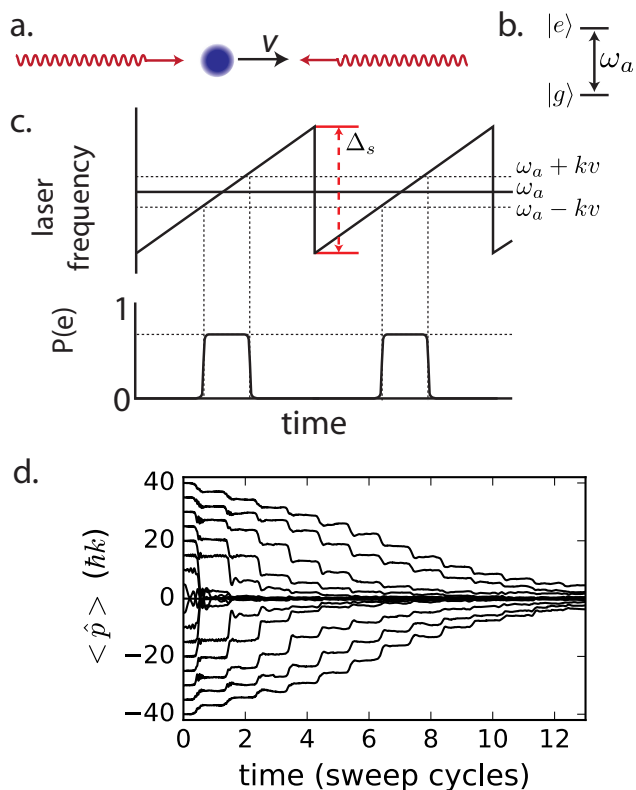 a.
v
b.
|e⟩
ω_a
|g⟩
c.
laser
frequency
Δ_s
ω_a + kv
ω_a
ω_a − kv
P(e)
1
0
time
d.
< p̂ > (ħk)
40
20
0
−20
−40
0 2 4 6 8 10 12
time (sweep cycles)